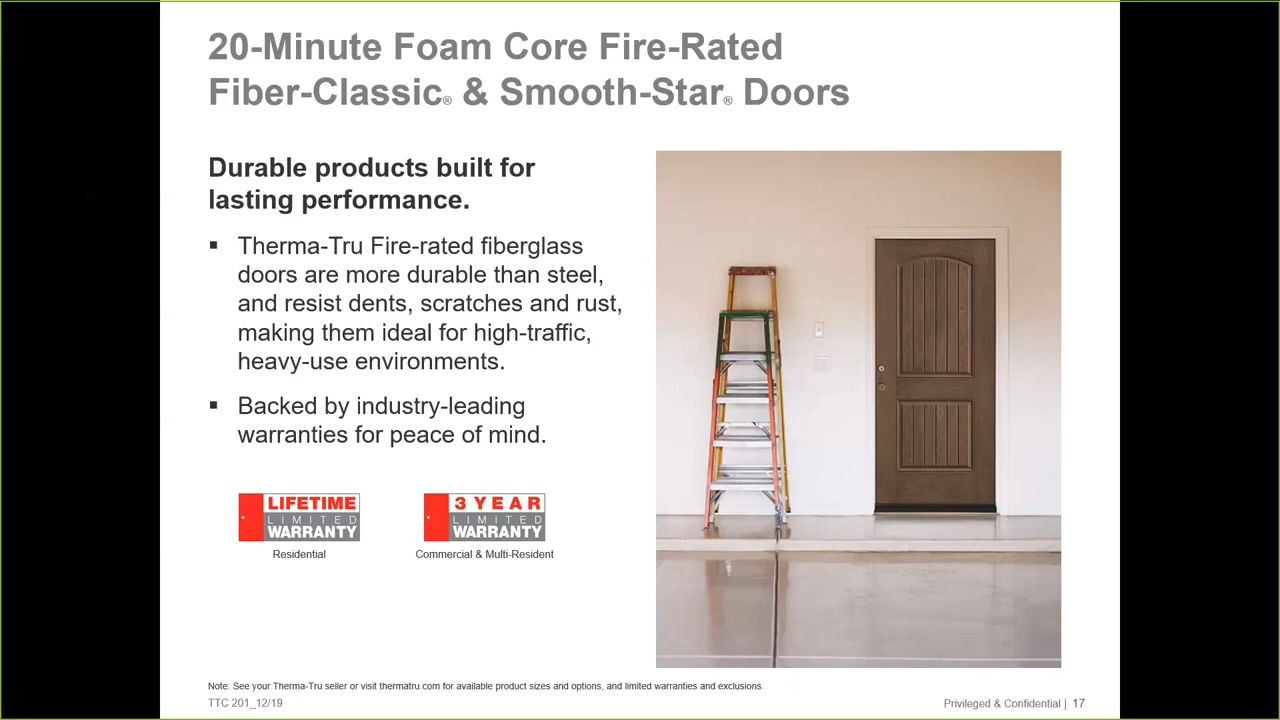 20-Minute Foam Core Fire-Rated
Fiber-Classic® & Smooth-Star® Doors
Durable products built for
lasting performance.
▪ Therma-Tru Fire-rated fiberglass
doors are more durable than steel,
and resist dents, scratches and rust,
making them ideal for high-traffic,
heavy-use environments.
▪ Backed by industry-leading
warranties for peace of mind.
LIFETIME
LIMITED
WARRANTY
Residential
3 YEAR
LIMITED
WARRANTY
Commercial & Multi-Resident
Note: See your Therma-Tru seller or visit thermatru.com for available product sizes and options, and limited warranties and exclusions.
TTC 201_12/19
Privileged & Confidential | 17